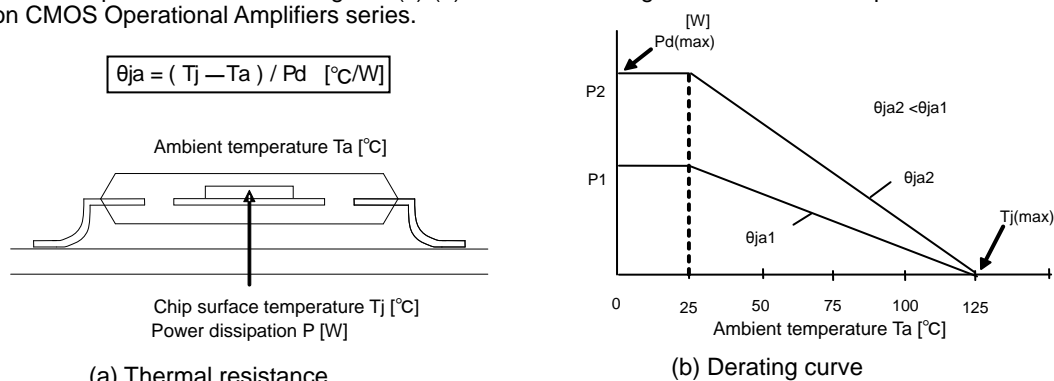 on CMOS Operational Amplifiers series.
θja = ( Tj — Ta ) / Pd [°C/W]
Ambient temperature Ta [°C]
Chip surface temperature Tj [°C]
Power dissipation P [W]
(a) Thermal resistance
[W]
Pd(max)
P2
θja2 <θja1
P1
θja2
θja1
Tj(max)
0 25 50 75 100 125
Ambient temperature Ta [°C]
(b) Derating curve